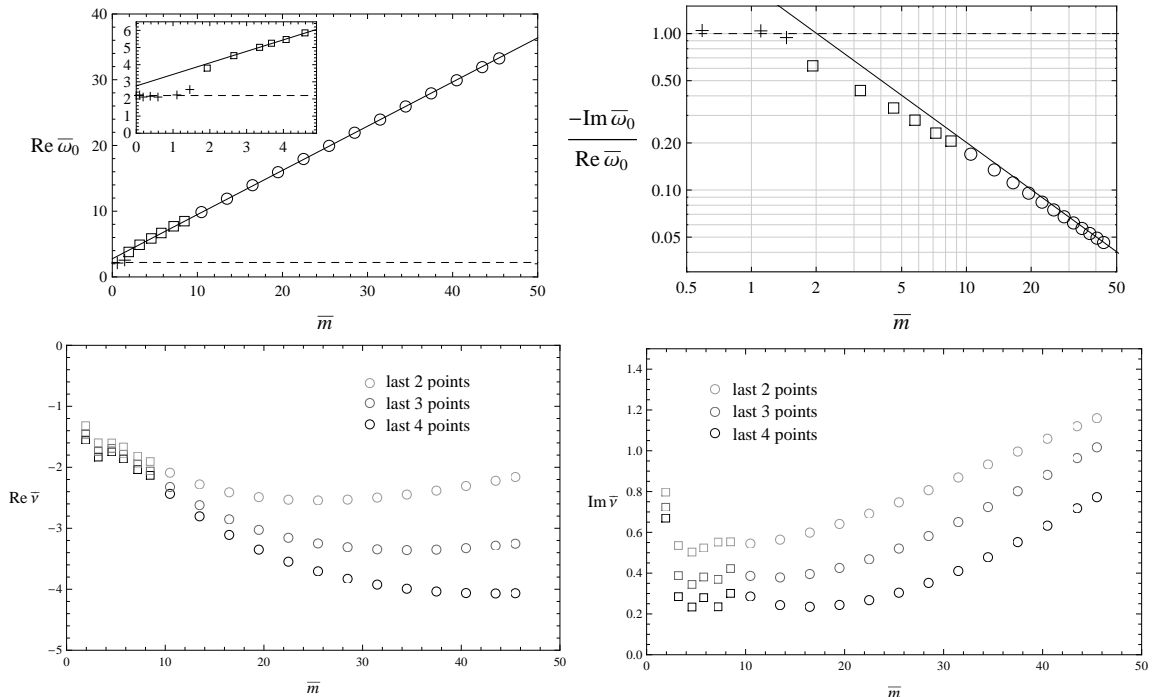 40
30
20
10
0
Re ω̄₀
0 10 20 30 40 50
m̄
6
5
4
3
2
1
0
0 1 2 3 4
1.00
0.50
0.20
0.10
0.05
−Im ω̄₀
Re ω̄₀
0.5 1 2 5 10 20 50
m̄
0
−1
−2
−3
−4
−5
Re ν̄
last 2 points
last 3 points
last 4 points
0 10 20 30 40 50
m̄
1.4
1.2
1.0
0.8
0.6
0.4
0.2
0.0
Im ν̄
last 2 points
last 3 points
last 4 points
0 10 20 30 40 50
m̄